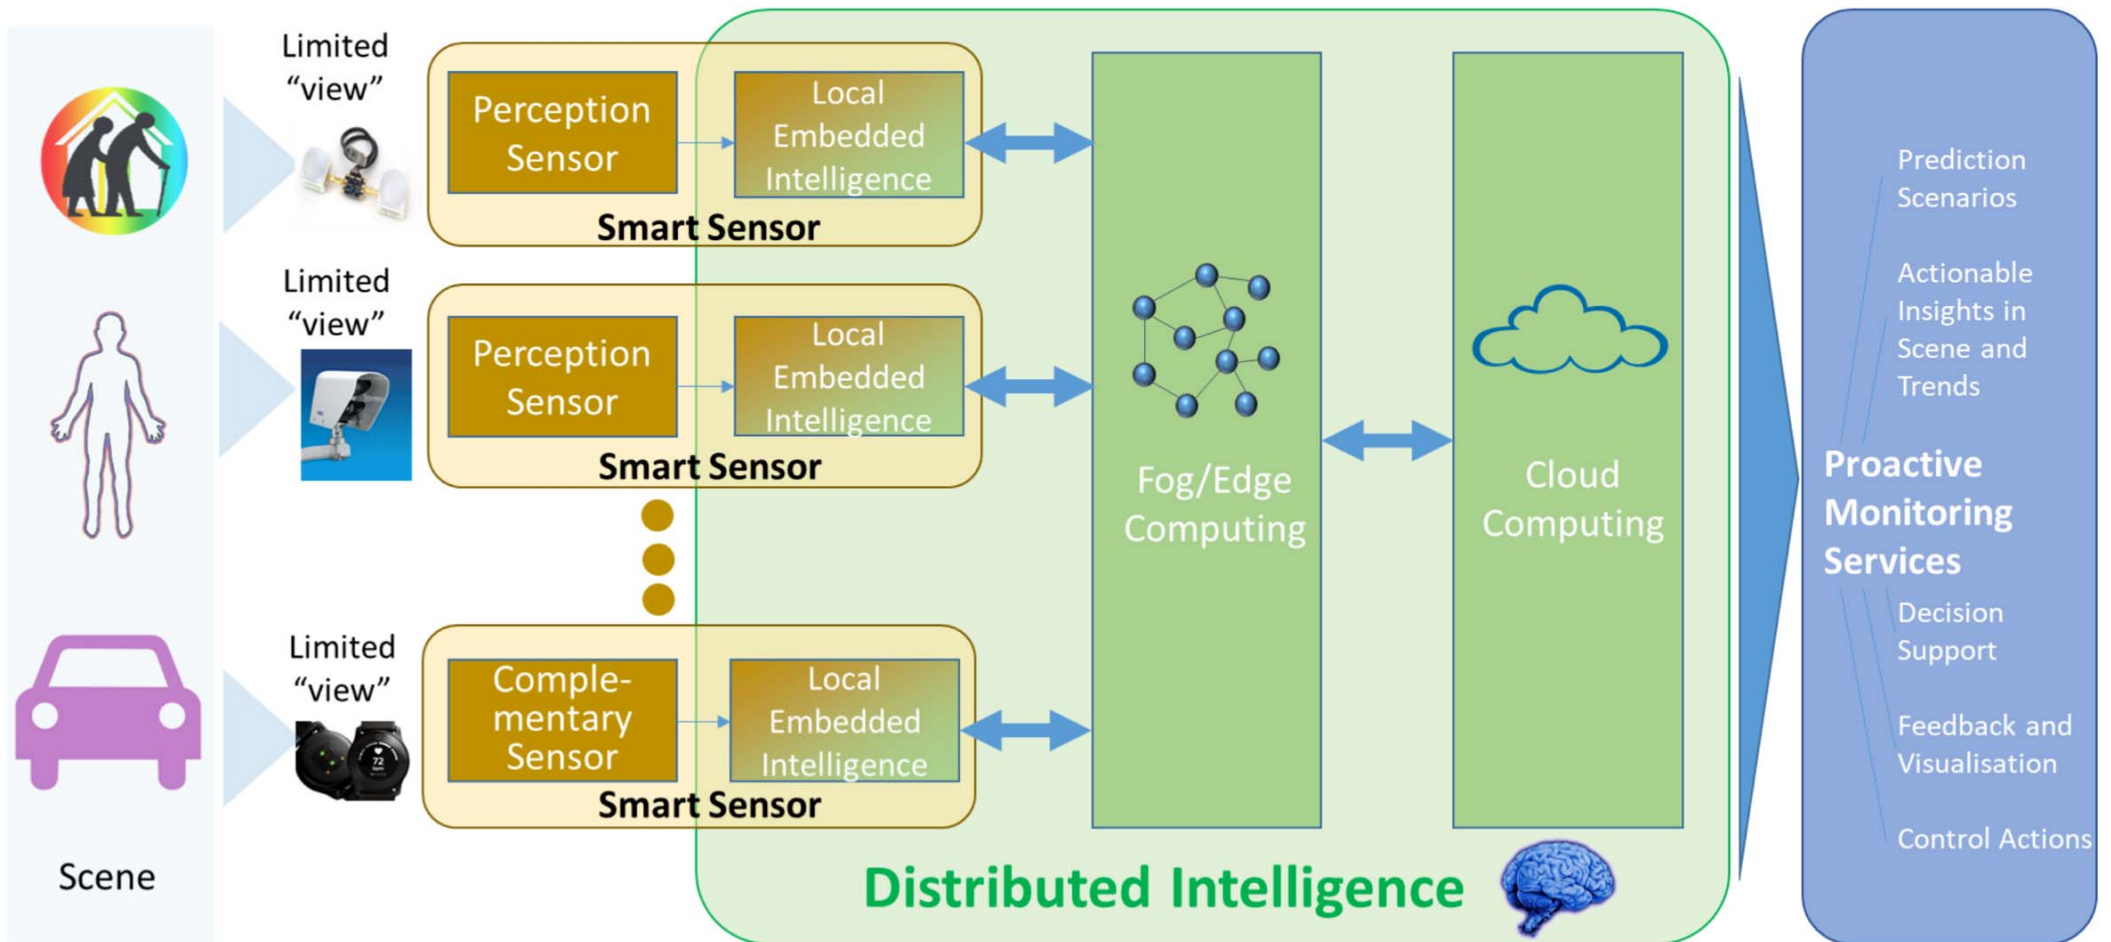 Limited
“view”
Perception
Sensor
Local
Embedded
Intelligence
Smart Sensor
Limited
“view”
Perception
Sensor
Local
Embedded
Intelligence
Smart Sensor
Limited
“view”
72
Comple-
mentary
Sensor
Local
Embedded
Intelligence
Smart Sensor
Scene
Fog/Edge
Computing
Cloud
Computing
Distributed Intelligence
Prediction
Scenarios
Actionable
Insights in
Scene and
Trends
Proactive
Monitoring
Services
Decision
Support
Feedback and
Visualisation
Control Actions